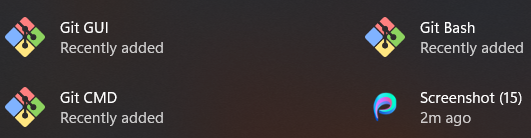 Git GUI
Recently added
Git Bash
Recently added
Git CMD
Recently added
Screenshot (15)
2m ago